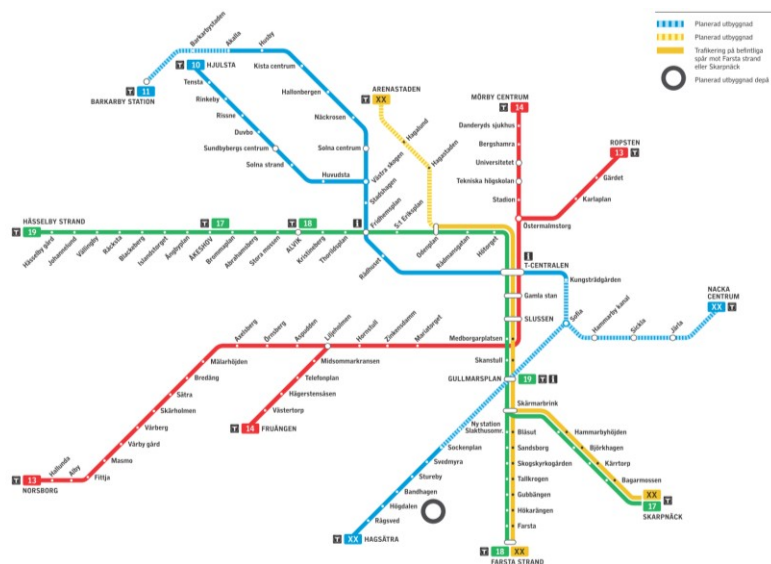 Planerad utbyggnad
Planerad utbyggnad
Trafikering på befintliga
spår mot Farsta strand
eller Skarpnäck
Planerad utbyggnad depå
Barkarbystaden
Akalla
Husby
T 11
BARKARBY STATION
T 10 HJULSTA
Kista centrum
Hallonbergen
Näckrosen
Solna centrum
Tensta
Rinkeby
Rissne
Duvbo
Sundbybergs centrum
Solna strand
Huvudsta
Västra skogen
Stadshagen
Fridhemsplan
Rådhuset
ARENASTADEN
T XX
Hagalund
Hagastaden
MÖRBY CENTRUM
T 14
Danderyds sjukhus
Bergshamra
Universitetet
Tekniska högskolan
Stadion
Östermalmstorg
ROPSTEN
13 T
Gärdet
Karlaplan
HÄSSELBY STRAND
19
Hässelby gård
Johannelund
Vällingby
Råcksta
Blackeberg
Islandstorget
Ängbyplan
T 17
ÅKESHOV
Brommaplan
Abrahamsberg
Stora mossen
T 18
ALVIK
Kristineberg
Thorildsplan
i
S:t Eriksplan
Odenplan
Rådmansgatan
Hötorget
i
T-CENTRALEN
Kungsträdgården
Gamla stan
SLUSSEN
Medborgarplatsen
Skanstull
GULLMARSPLAN 19 T i
Sofia
Hammarby kanal
Sickla
Järla
NACKA
CENTRUM
XX T
Axelsberg
Örnsberg
Aspudden
Liljeholmen
Hornstull
Zinkensdamm
Mariatorget
Mälarhöjden
Bredäng
Sätra
Skärholmen
Vårberg
Vårby gård
Masmo
Fittja
Alby
Hallunda
T 13
NORSBORG
Midsommarkransen
Telefonplan
Hägerstensåsen
Västertorp
T 14 FRUÄNGEN
Skärmarbrink
Ny station
Slakthusomr.
Sockenplan
Svedmyra
Stureby
Bandhagen
Högdalen
Rågsved
T XX HAGSÄTRA
Blåsut
Sandsborg
Skogskyrkogården
Tallkrogen
Gubbängen
Hökarängen
Farsta
T 18 XX
FARSTA STRAND
Hammarbyhöjden
Björkhagen
Kärrtorp
Bagarmossen
XX
17 T
SKARPNÄCK